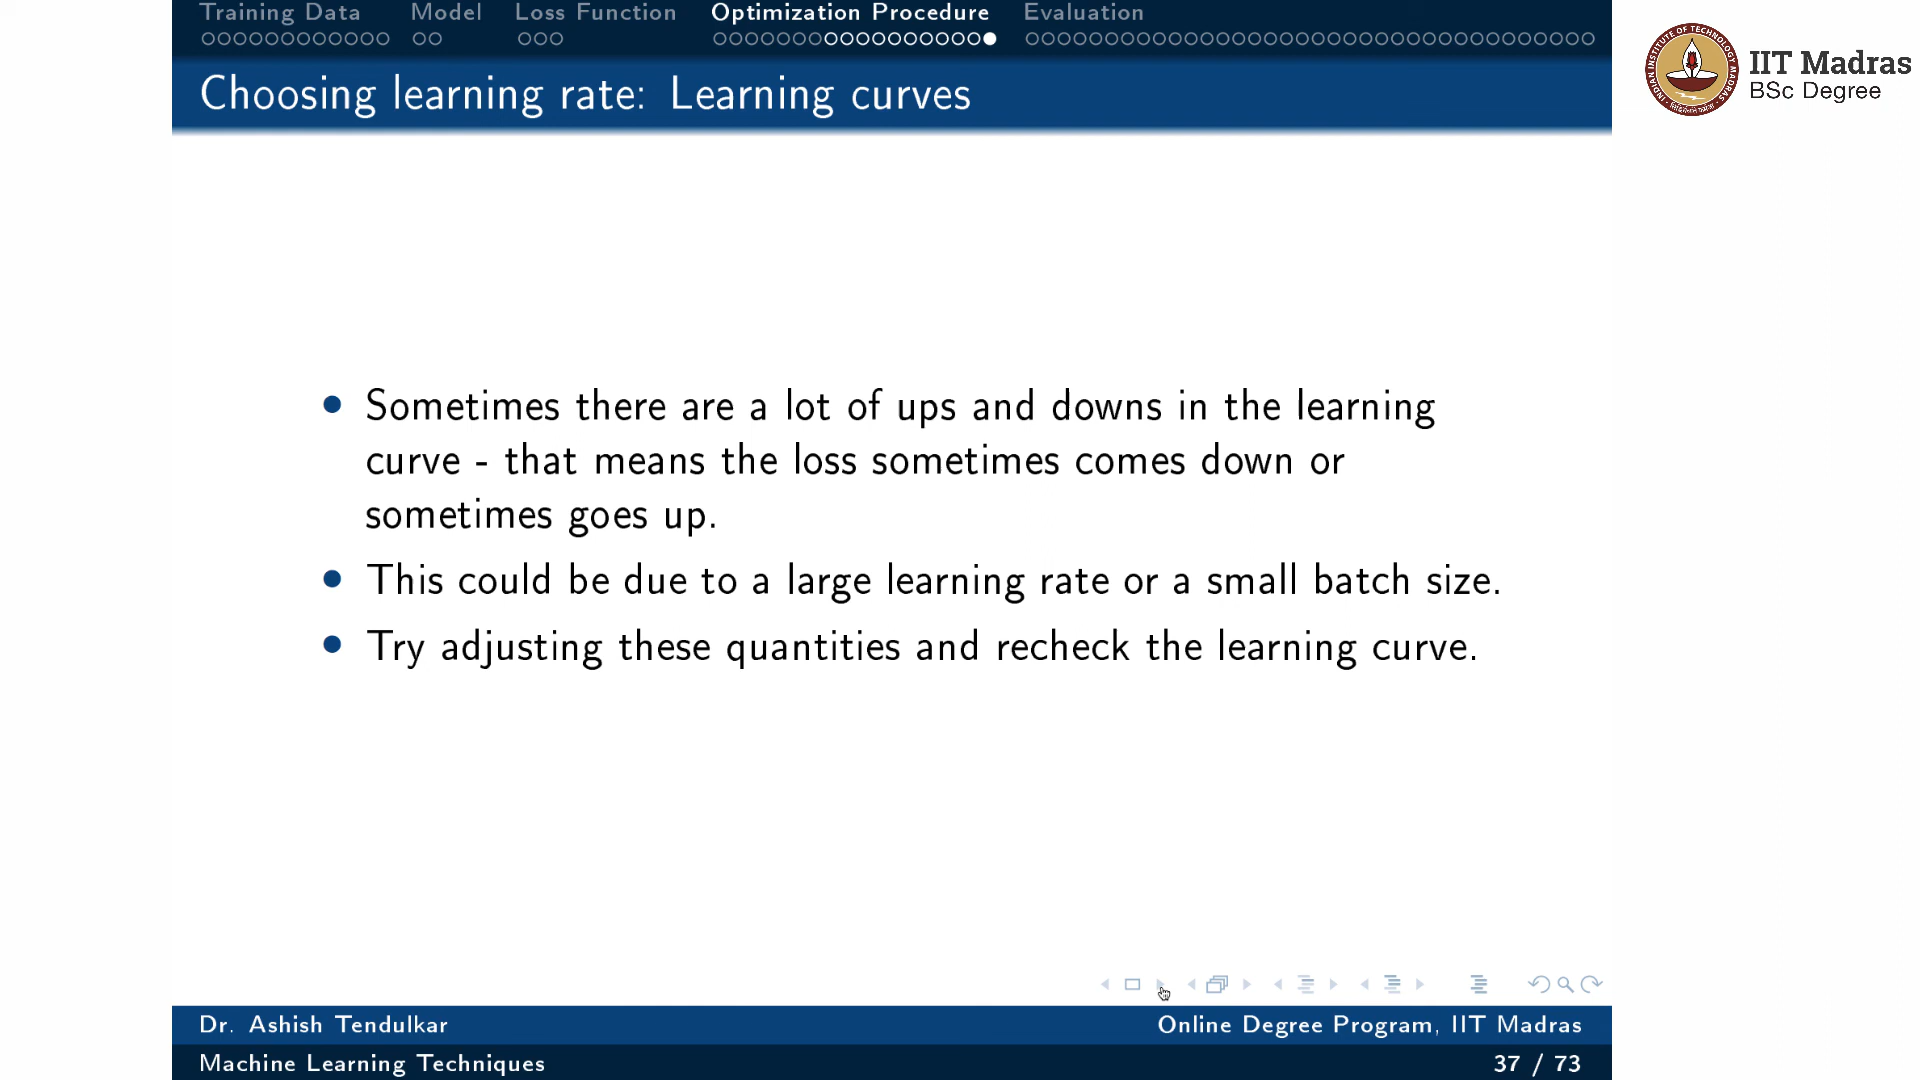 Training Data Model Loss Function Optimization Procedure Evaluation
IIT Madras
BSc Degree
Choosing learning rate: Learning curves
• Sometimes there are a lot of ups and downs in the learning
curve - that means the loss sometimes comes down or
sometimes goes up.
• This could be due to a large learning rate or a small batch size.
• Try adjusting these quantities and recheck the learning curve.
Dr. Ashish Tendulkar Online Degree Program, IIT Madras
Machine Learning Techniques 37 / 73